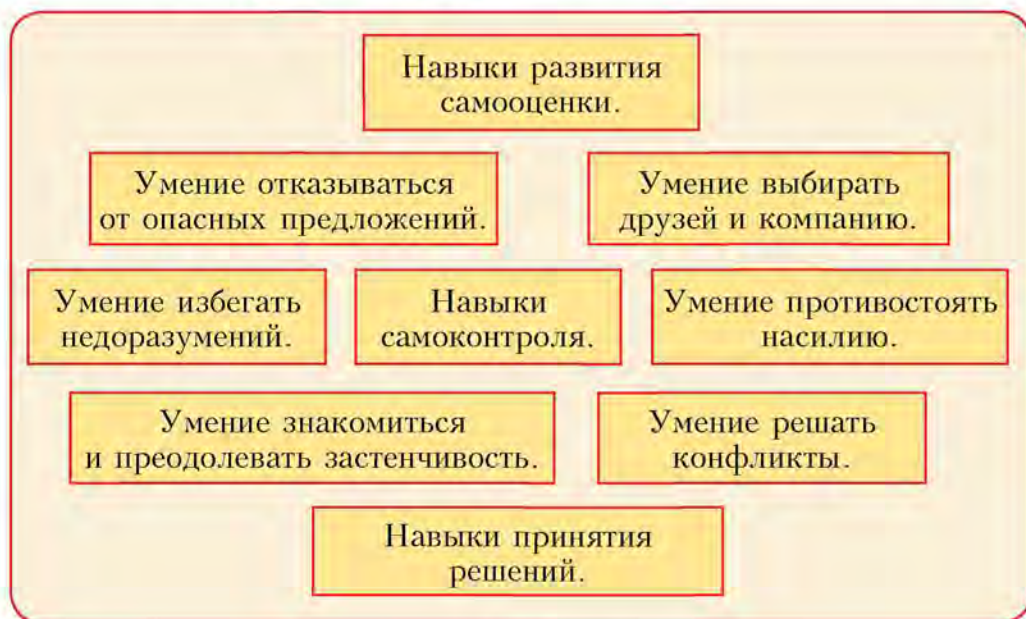 Навыки развития
самооценки.
Умение отказываться
от опасных предложений.
Умение выбирать
друзей и компанию.
Умение избегать
недоразумений.
Навыки
самоконтроля.
Умение противостоять
насилию.
Умение знакомиться
и преодолевать застенчивость.
Умение решать
конфликты.
Навыки принятия
решений.